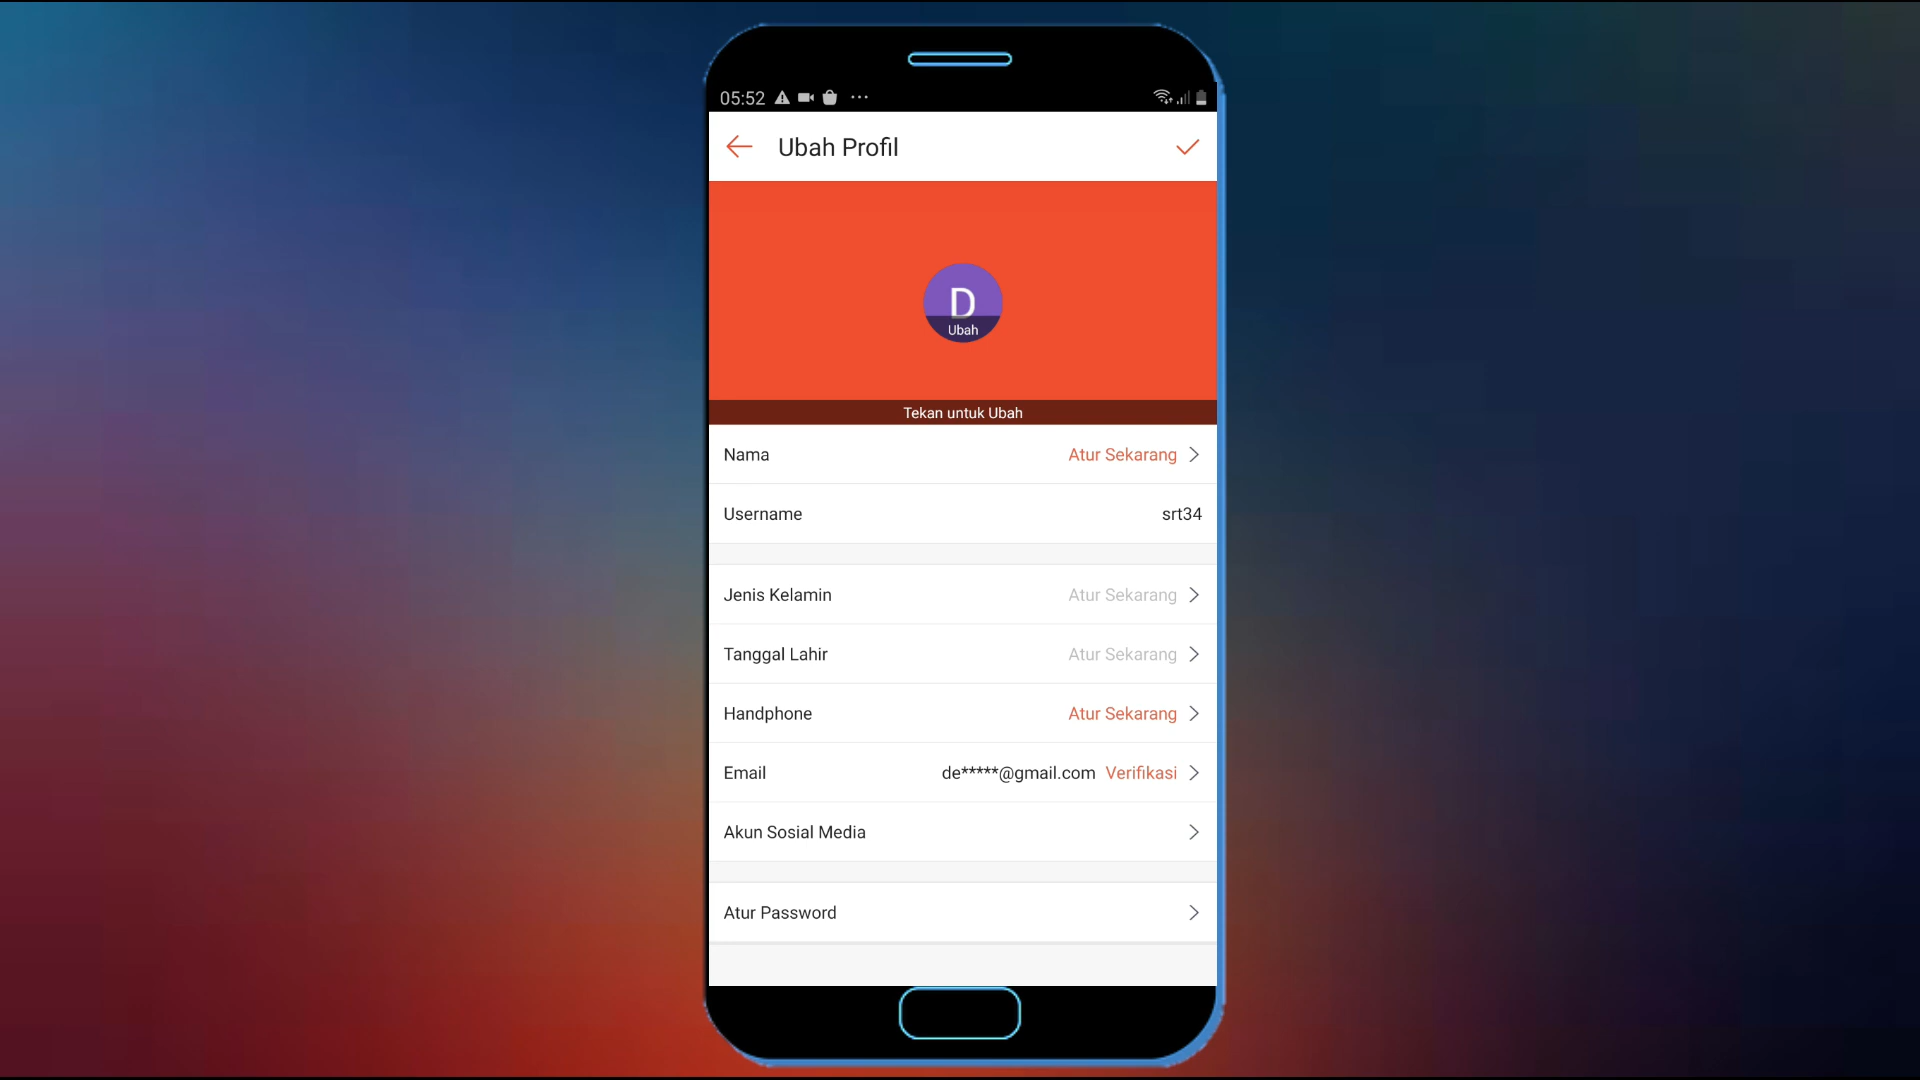 05:52
Ubah Profil
D
Ubah
Tekan untuk Ubah
Nama Atur Sekarang
Username srt34
Jenis Kelamin Atur Sekarang
Tanggal Lahir Atur Sekarang
Handphone Atur Sekarang
Email de*****@gmail.com Verifikasi
Akun Sosial Media
Atur Password